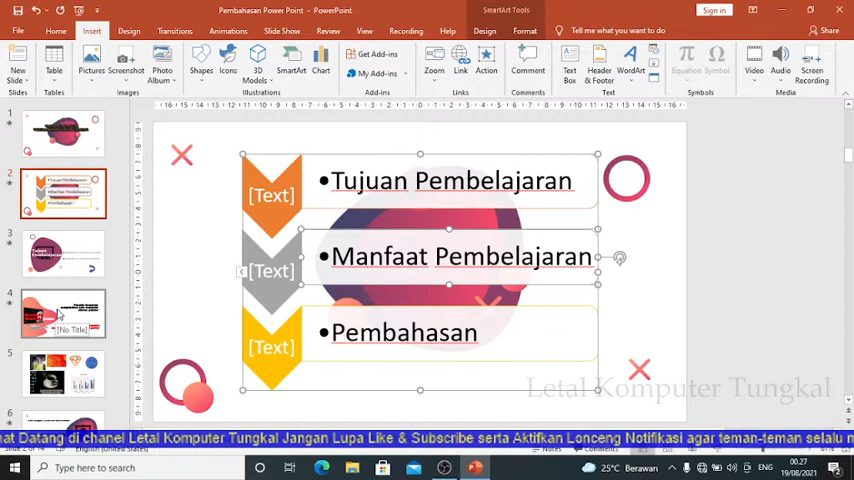 Pembahasan Power Point - PowerPoint
SmartArt Tools
Sign in
File
Home
Insert
Design
Transitions
Animations
Slide Show
Review
View
Recording
Help
Design
Format
Tell me what you want to do
Share
New
Slide
Table
Pictures
Screenshot
Photo
Album
Shapes
Icons
3D
Models
SmartArt
Chart
Get Add-ins
My Add-ins
Zoom
Link
Action
Comment
Text
Box
Header
& Footer
WordArt
Equation
Symbol
Video
Audio
Screen
Recording
Slides
Tables
Images
Illustrations
Add-ins
Links
Comments
Text
Symbols
Media
1
2
3
4
5
6
[No Title]
[Text]
•Tujuan Pembelajaran
[Text]
•Manfaat Pembelajaran
[Text]
•Pembahasan
Letal Komputer Tungkal
at Datang di chanel Letal Komputer Tungkal Jangan Lupa Like & Subscribe serta Aktifkan Lonceng Notifikasi agar teman-teman selalu
Type here to search
25°C Berawan
ENG
00.27
19/08/2021